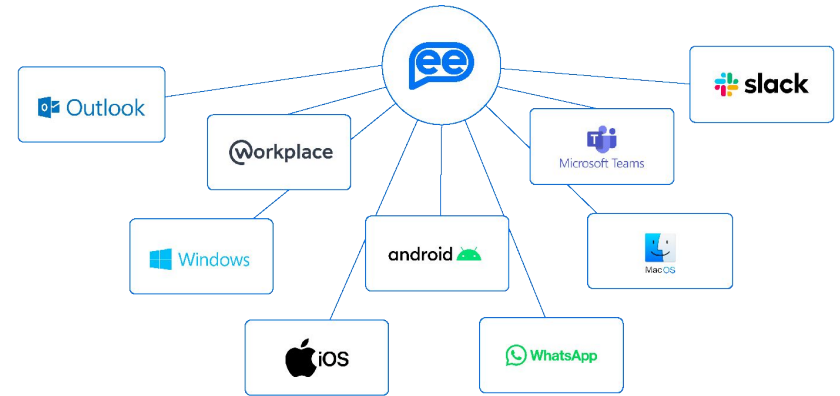 ee
slack
Outlook
Workplace
Microsoft Teams
Windows
android
MacOS
iOS
WhatsApp